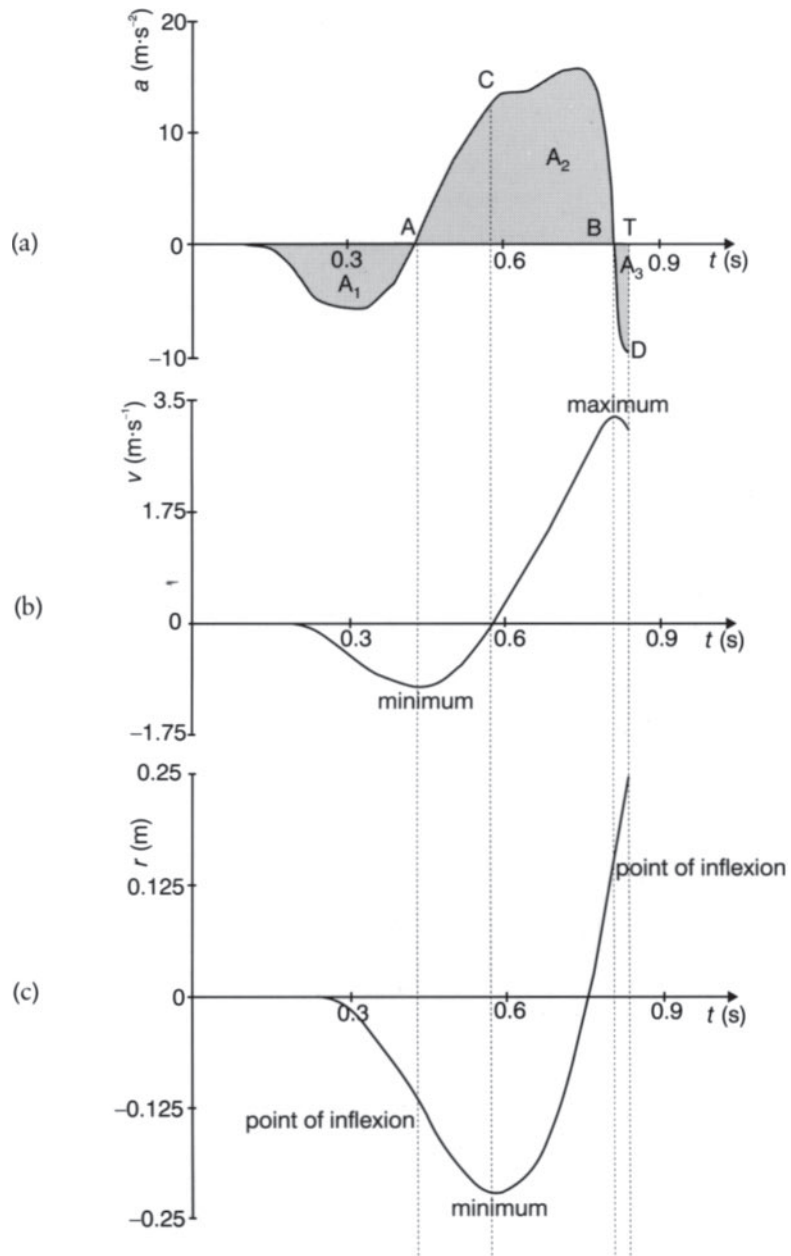 20
a (m·s⁻²)
C
10
A₂
(a)
A
B
T
0
0.3
0.6
A₃
0.9
t (s)
A₁
D
−10
3.5
v (m·s⁻¹)
maximum
1.75
(b)
0
0.3
0.6
0.9
t (s)
minimum
−1.75
0.25
r (m)
point of inflexion
0.125
(c)
0
0.3
0.6
0.9
t (s)
−0.125
point of inflexion
minimum
−0.25